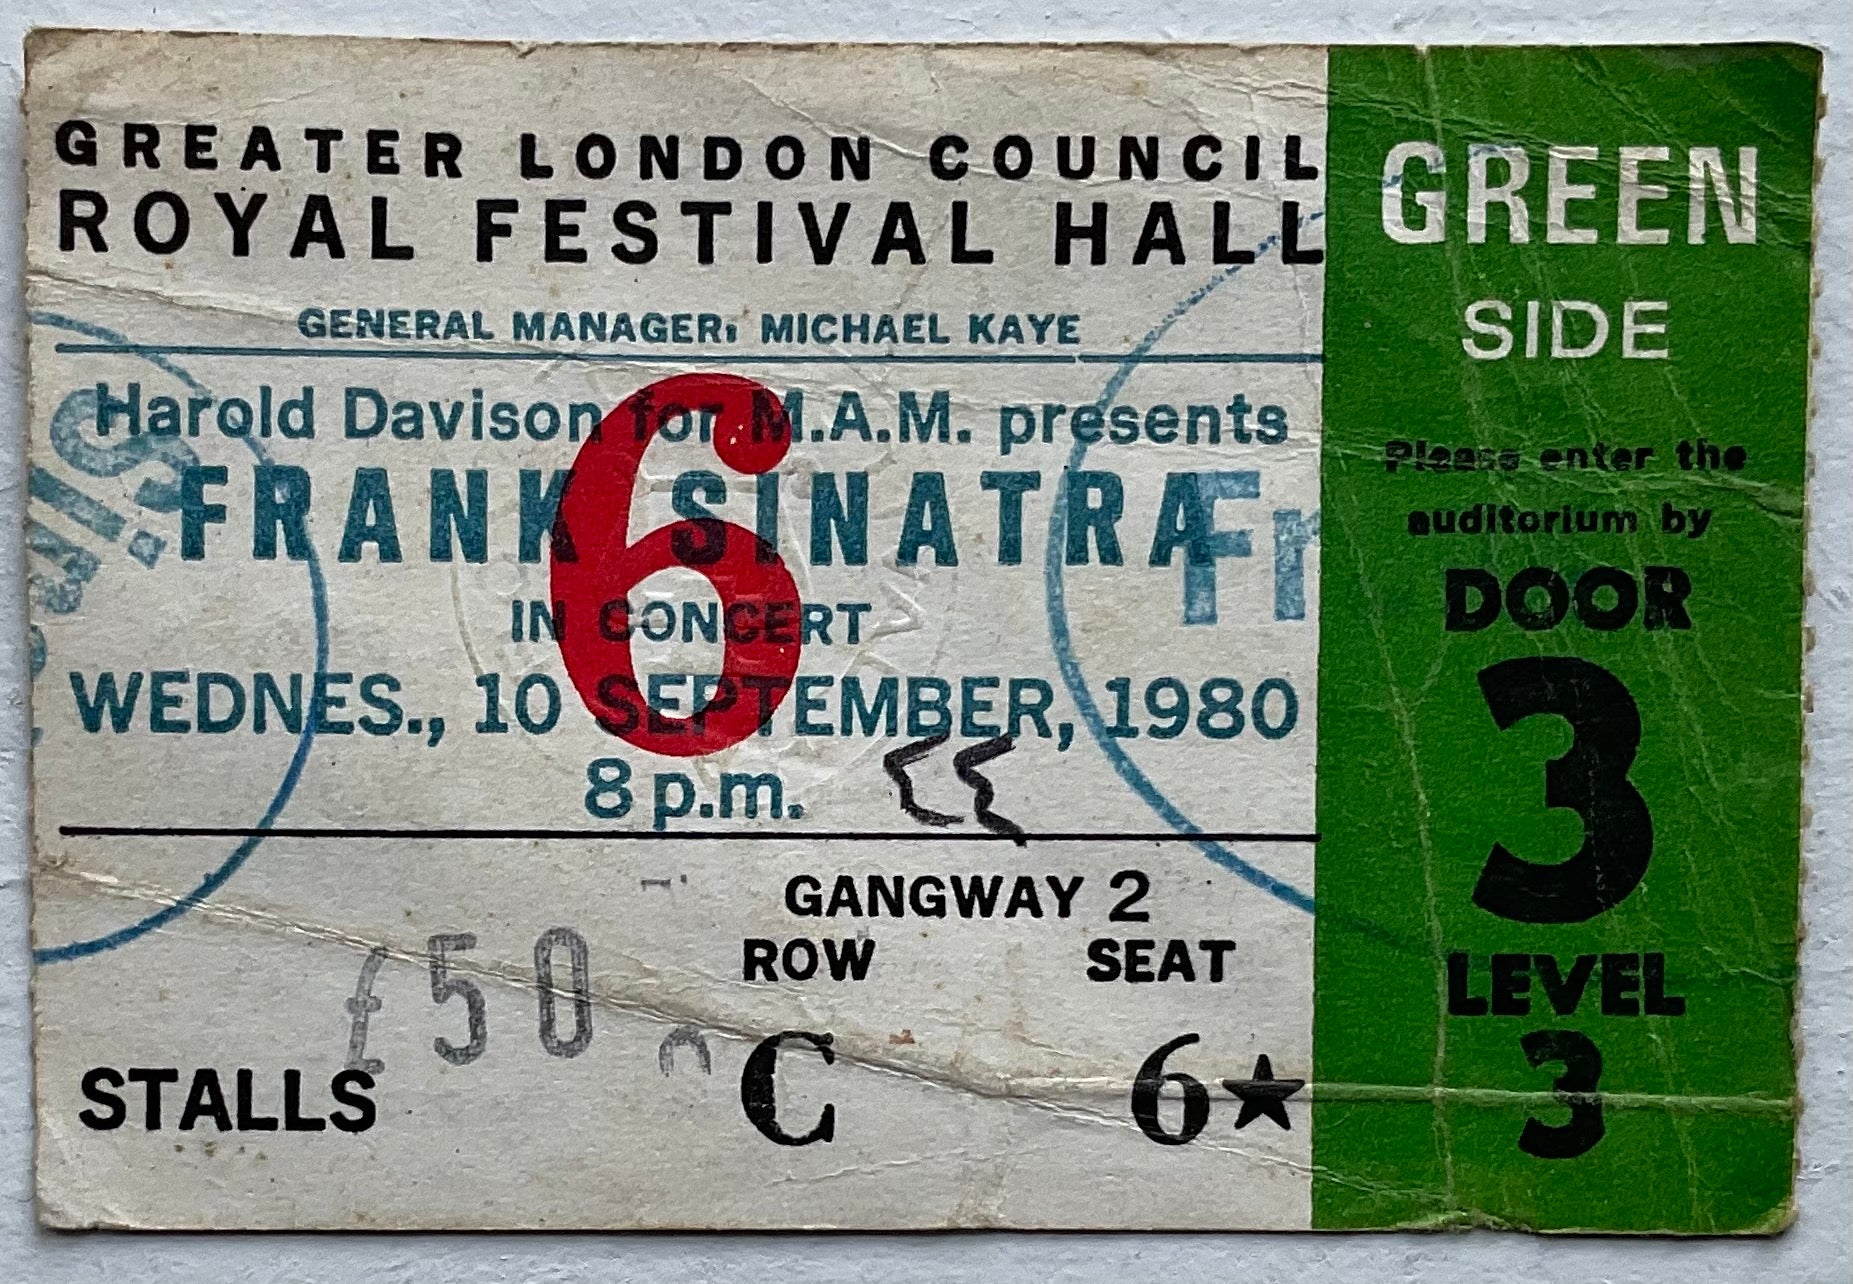 GREATER LONDON COUNCIL
ROYAL FESTIVAL HALL
GENERAL MANAGER: MICHAEL KAYE
Harold Davison for M.A.M. presents
FRANK SINATRA
6
IN CONCERT
WEDNES., 10 SEPTEMBER, 1980
8 p.m.
GANGWAY 2
ROW SEAT
£50
STALLS C 6★
Fr
GREEN
SIDE
Please enter the
auditorium by
DOOR
3
LEVEL
3